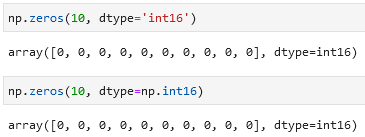 np.zeros(10, dtype='int16')
array([0, 0, 0, 0, 0, 0, 0, 0, 0, 0], dtype=int16)
np.zeros(10, dtype=np.int16)
array([0, 0, 0, 0, 0, 0, 0, 0, 0, 0], dtype=int16)